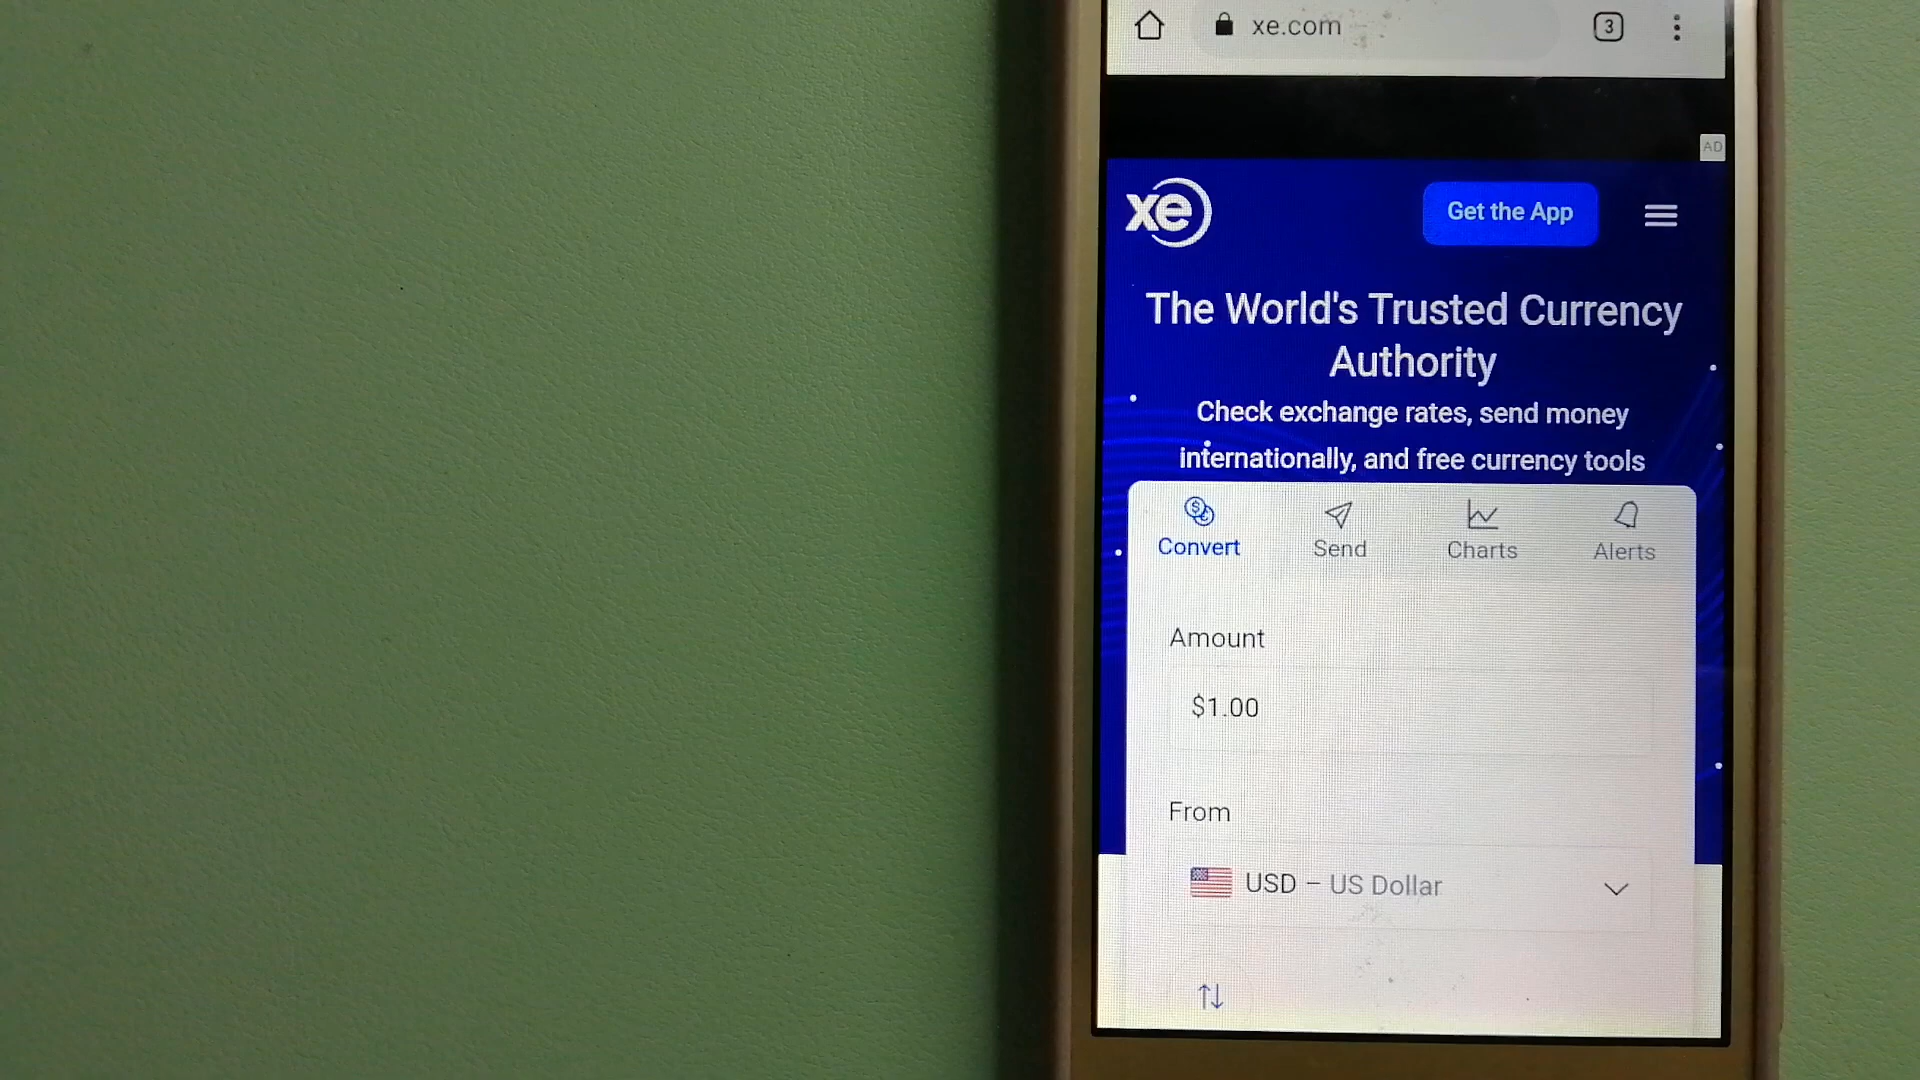 xe.com
3
AD
xe
Get the App
The World's Trusted Currency
Authority
Check exchange rates, send money
internationally, and free currency tools
Convert
Send
Charts
Alerts
Amount
$1.00
From
USD – US Dollar